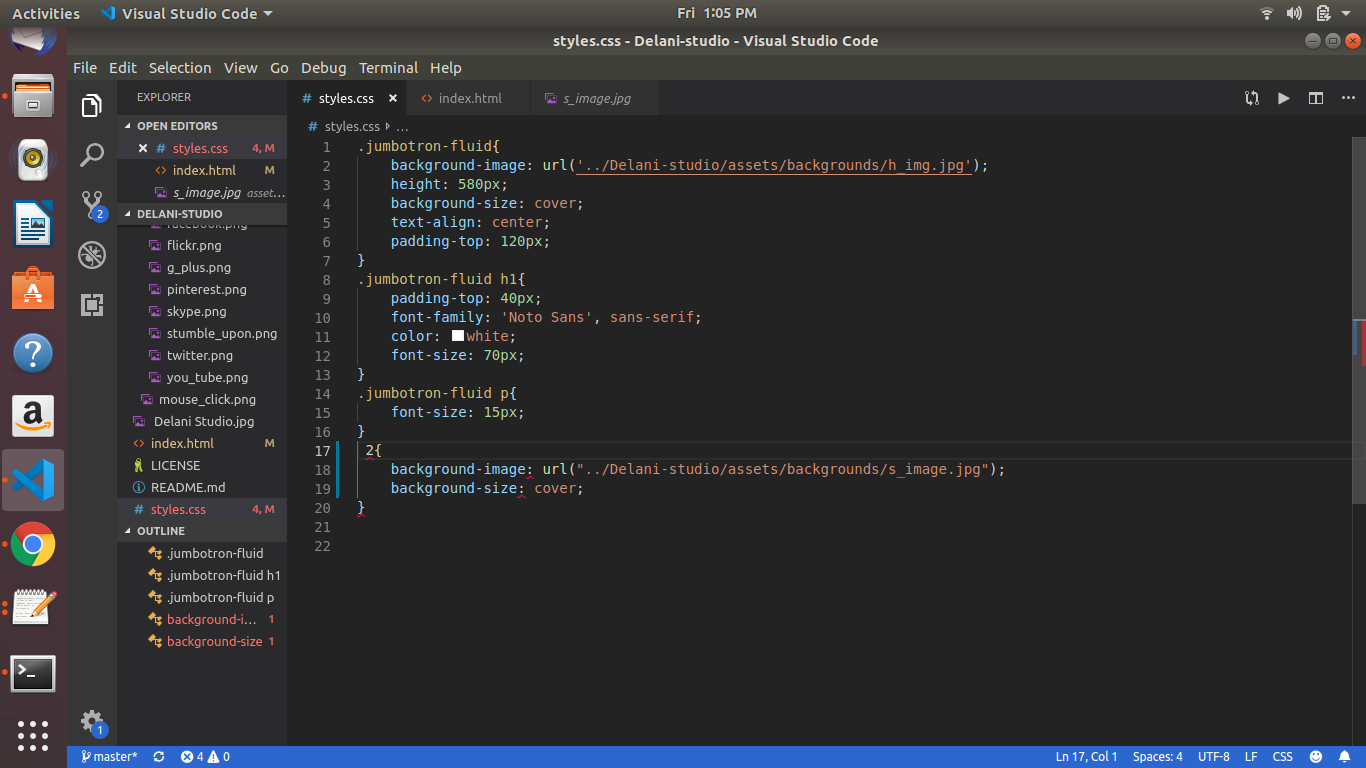 Activities Visual Studio Code Fri 1:05 PM
styles.css - Delani-studio - Visual Studio Code
File Edit Selection View Go Debug Terminal Help
EXPLORER
OPEN EDITORS
# styles.css 4, M
<> index.html M
s_image.jpg asset...
DELANI-STUDIO
facebook.png
flickr.png
g_plus.png
pinterest.png
skype.png
stumble_upon.png
twitter.png
you_tube.png
mouse_click.png
Delani Studio.jpg
<> index.html M
LICENSE
README.md
# styles.css 4, M
OUTLINE
.jumbotron-fluid
.jumbotron-fluid h1
.jumbotron-fluid p
background-i... 1
background-size 1
2
1
# styles.css <> index.html s_image.jpg
# styles.css ...
1 .jumbotron-fluid{
2 background-image: url('../Delani-studio/assets/backgrounds/h_img.jpg');
3 height: 580px;
4 background-size: cover;
5 text-align: center;
6 padding-top: 120px;
7 }
8 .jumbotron-fluid h1{
9 padding-top: 40px;
10 font-family: 'Noto Sans', sans-serif;
11 color: white;
12 font-size: 70px;
13 }
14 .jumbotron-fluid p{
15 font-size: 15px;
16 }
17 2{
18 background-image: url("../Delani-studio/assets/backgrounds/s_image.jpg");
19 background-size: cover;
20 }
21
22
master* 4 0 Ln 17, Col 1 Spaces: 4 UTF-8 LF CSS